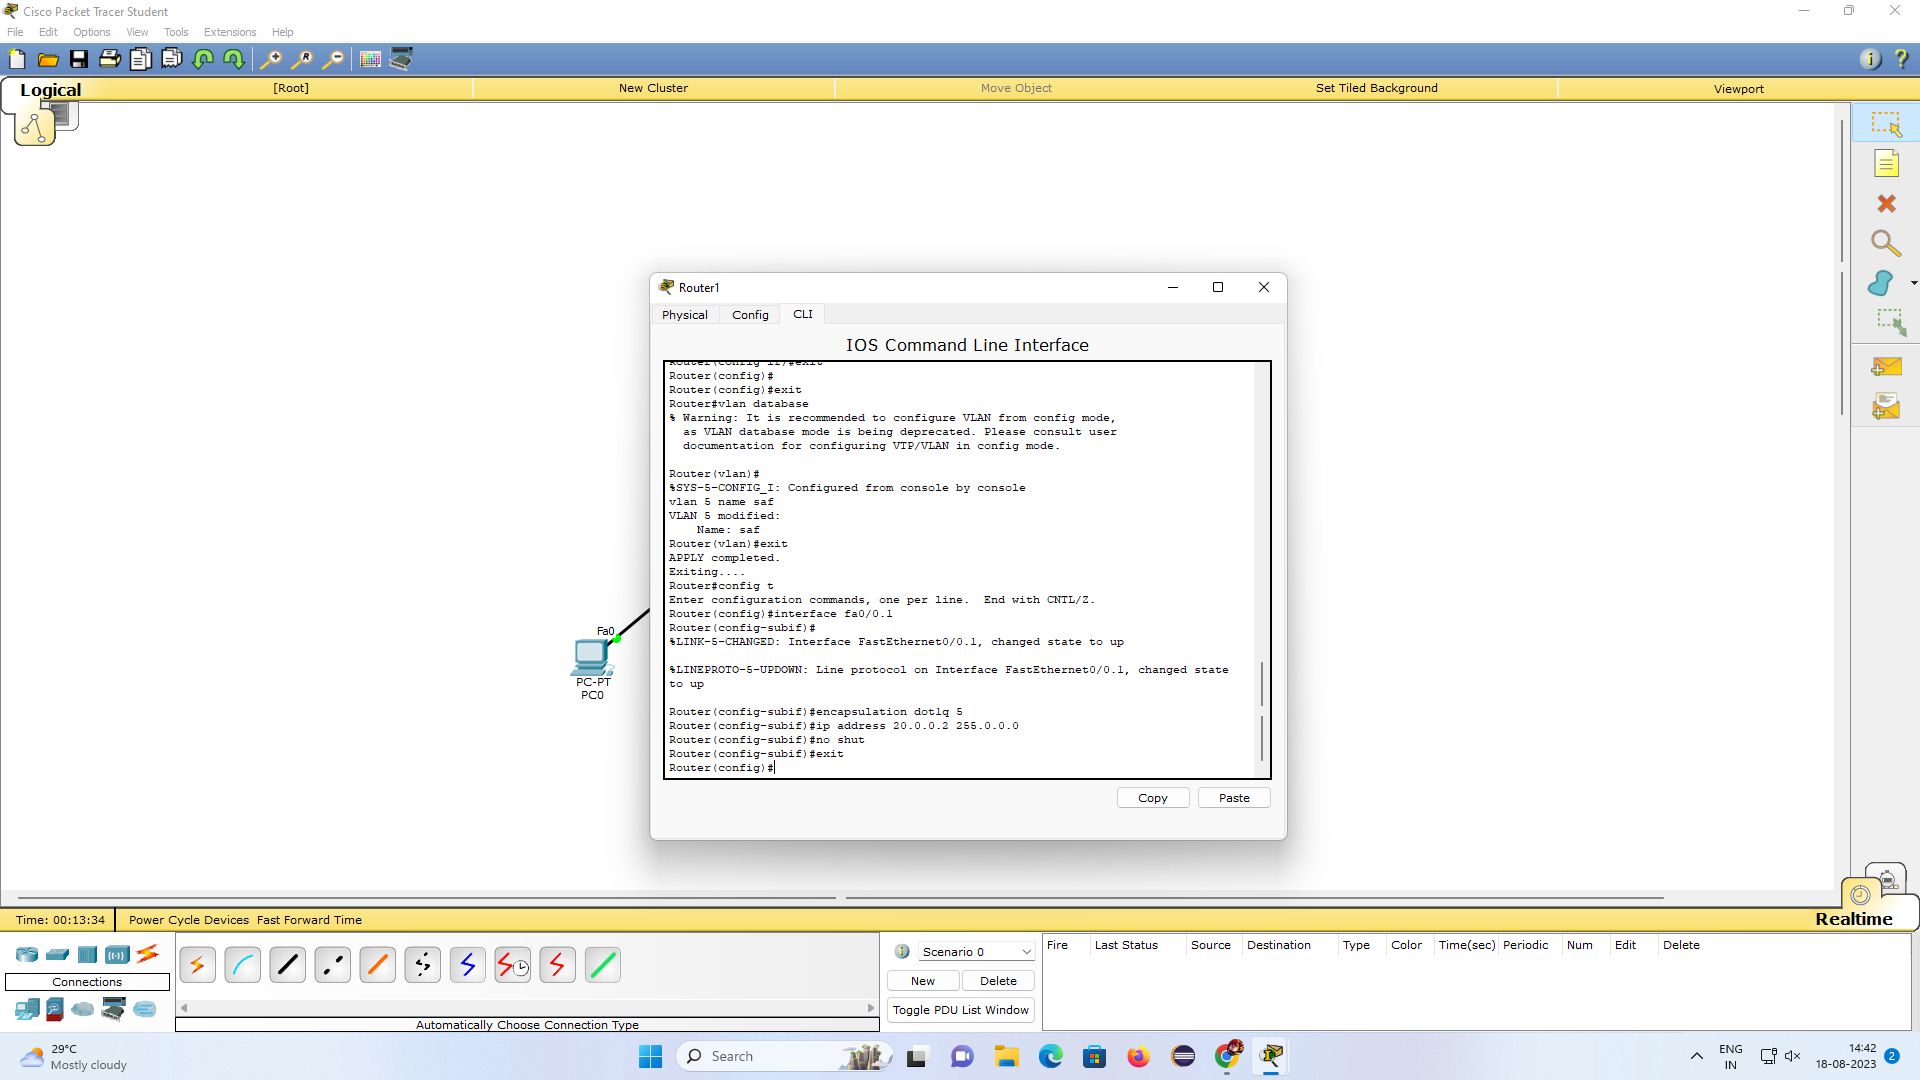 Cisco Packet Tracer Student
File Edit Options View Tools Extensions Help
Logical [Root] New Cluster Move Object Set Tiled Background Viewport
Router1
Physical Config CLI
IOS Command Line Interface
Router(config-if)#exit
Router(config)#
Router(config)#exit
Router#vlan database
% Warning: It is recommended to configure VLAN from config mode,
as VLAN database mode is being deprecated. Please consult user
documentation for configuring VTP/VLAN in config mode.
Router(vlan)#
%SYS-5-CONFIG_I: Configured from console by console
vlan 5 name saf
VLAN 5 modified:
Name: saf
Router(vlan)#exit
APPLY completed.
Exiting....
Router#config t
Enter configuration commands, one per line. End with CNTL/Z.
Router(config)#interface fa0/0.1
Router(config-subif)#
%LINK-5-CHANGED: Interface FastEthernet0/0.1, changed state to up
%LINEPROTO-5-UPDOWN: Line protocol on Interface FastEthernet0/0.1, changed state
to up
Router(config-subif)#encapsulation dot1q 5
Router(config-subif)#ip address 20.0.0.2 255.0.0.0
Router(config-subif)#no shut
Router(config-subif)#exit
Router(config)#
Copy Paste
Fa0
PC-PT
PC0
Time: 00:13:34 Power Cycle Devices Fast Forward Time
Realtime
Connections
Automatically Choose Connection Type
Scenario 0
New Delete
Toggle PDU List Window
Fire Last Status Source Destination Type Color Time(sec) Periodic Num Edit Delete
29°C
Mostly cloudy
Search
ENG
IN
14:42
18-08-2023
2